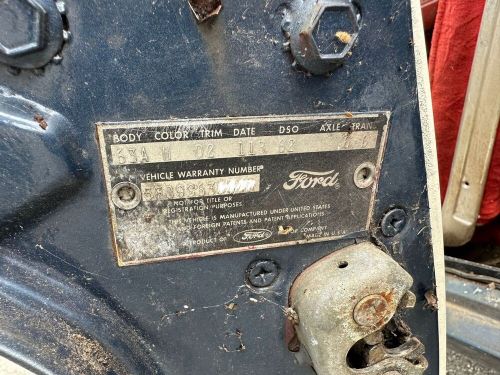 BODY COLOR TRIM DATE DSO AXLE TRANS.
63A H 02 11R 63
VEHICLE WARRANTY NUMBER
Ford
NOT FOR TITLE OR
REGISTRATION PURPOSES
VEHICLE IS MANUFACTURED UNDER UNITED STATES
FOREIGN PATENTS AND PATENT APPLICATIONS
PRODUCT OF Ford COMPANY
MADE IN U.S.A.